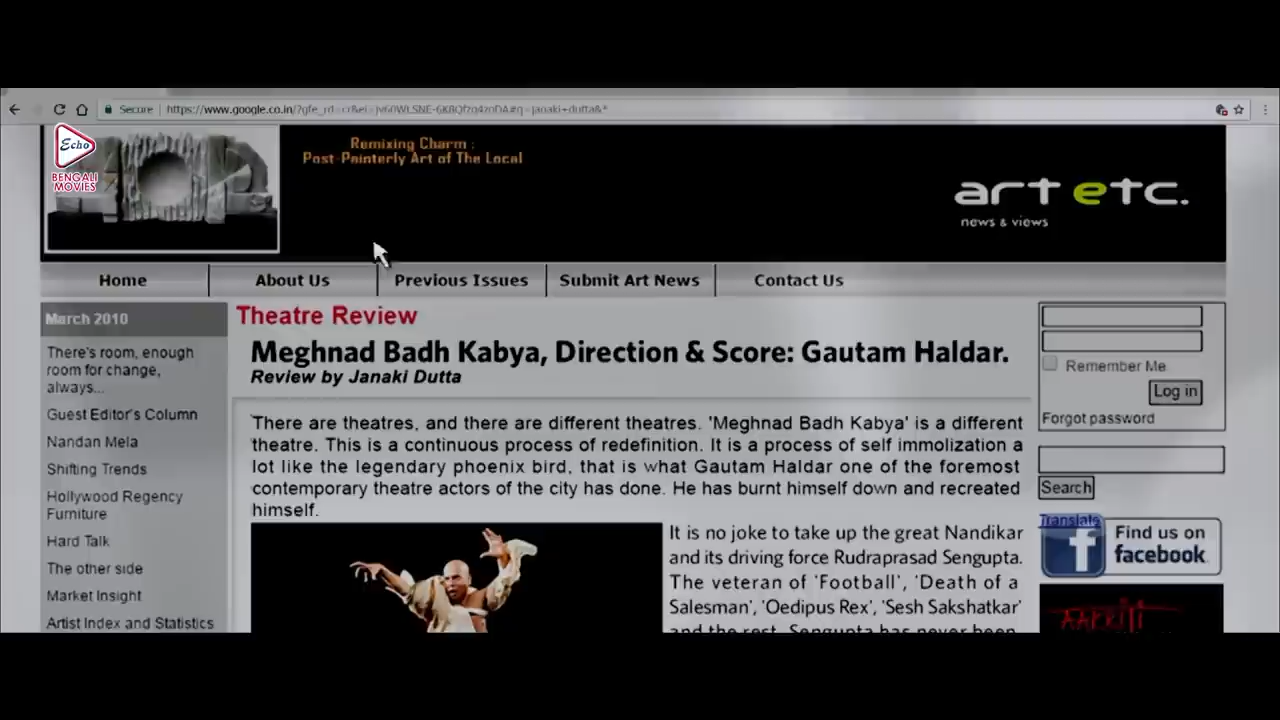 Secure https://www.google.co.in/?gfe_rd=cr&ei=
janaki+dutta&*
Echo
BENGALI
MOVIES
Remixing Charm :
Post-Painterly Art of The Local
art etc.
news & views
Home About Us Previous Issues Submit Art News Contact Us
March 2010
There's room, enough
room for change,
always...
Guest Editor's Column
Nandan Mela
Shifting Trends
Hollywood Regency
Furniture
Hard Talk
The other side
Market Insight
Artist Index and Statistics
Theatre Review
Meghnad Badh Kabya, Direction & Score: Gautam Haldar.
Review by Janaki Dutta
There are theatres, and there are different theatres. 'Meghnad Badh Kabya' is a different
theatre. This is a continuous process of redefinition. It is a process of self immolization a
lot like the legendary phoenix bird, that is what Gautam Haldar one of the foremost
contemporary theatre actors of the city has done. He has burnt himself down and recreated
himself.
It is no joke to take up the great Nandikar
and its driving force Rudraprasad Sengupta.
The veteran of 'Football', 'Death of a
Salesman', 'Oedipus Rex', 'Sesh Sakshatkar'
and the rest, Sengupta has never been
Remember Me
Log in
Forgot password
Search
Translate
Find us on
facebook
AAKRITI